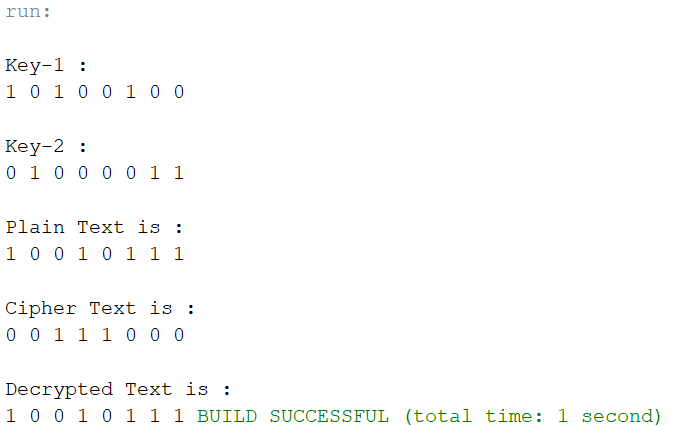 run:
Key-1 :
1 0 1 0 0 1 0 0
Key-2 :
0 1 0 0 0 0 1 1
Plain Text is :
1 0 0 1 0 1 1 1
Cipher Text is :
0 0 1 1 1 0 0 0
Decrypted Text is :
1 0 0 1 0 1 1 1 BUILD SUCCESSFUL (total time: 1 second)